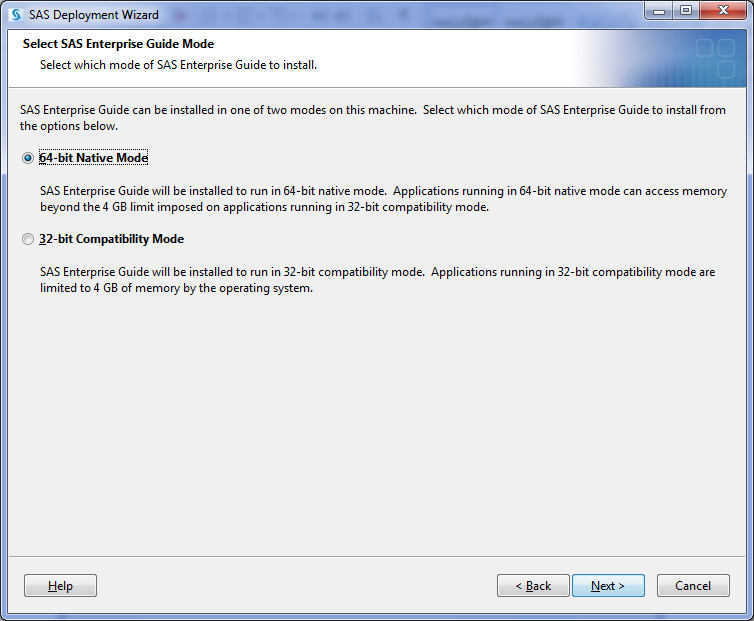 SAS Deployment Wizard
Select SAS Enterprise Guide Mode
Select which mode of SAS Enterprise Guide to install.
SAS Enterprise Guide can be installed in one of two modes on this machine.  Select which mode of SAS Enterprise Guide to install from
the options below.
64-bit Native Mode
SAS Enterprise Guide will be installed to run in 64-bit native mode.  Applications running in 64-bit native mode can access memory
beyond the 4 GB limit imposed on applications running in 32-bit compatibility mode.
32-bit Compatibility Mode
SAS Enterprise Guide will be installed to run in 32-bit compatibility mode.  Applications running in 32-bit compatibility mode are
limited to 4 GB of memory by the operating system.
Help
< Back
Next >
Cancel